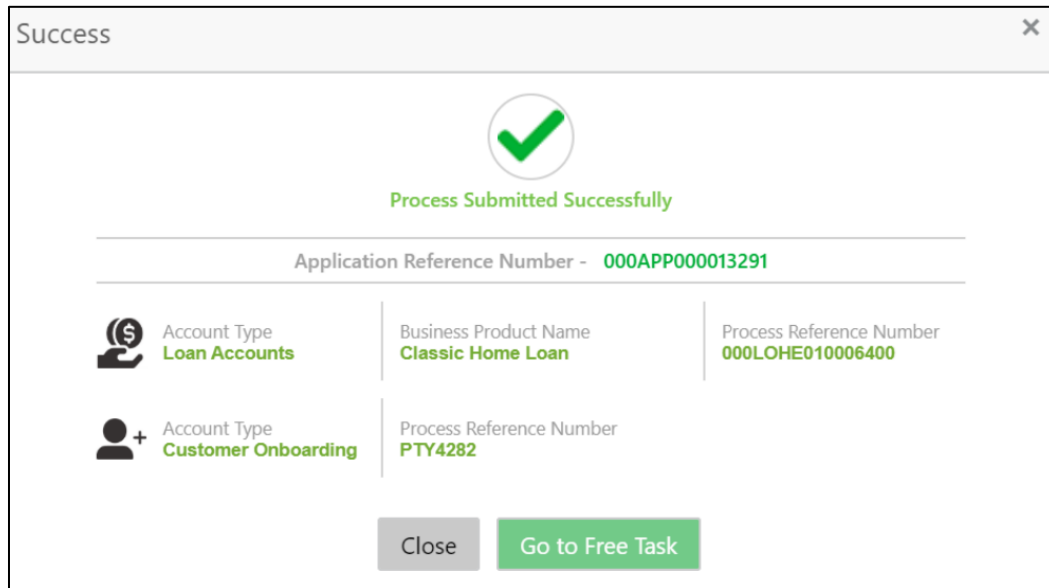 Success
×
Process Submitted Successfully
Application Reference Number - 000APP000013291
Account Type
Loan Accounts
Business Product Name
Classic Home Loan
Process Reference Number
000LOHE010006400
Account Type
Customer Onboarding
Process Reference Number
PTY4282
Close
Go to Free Task